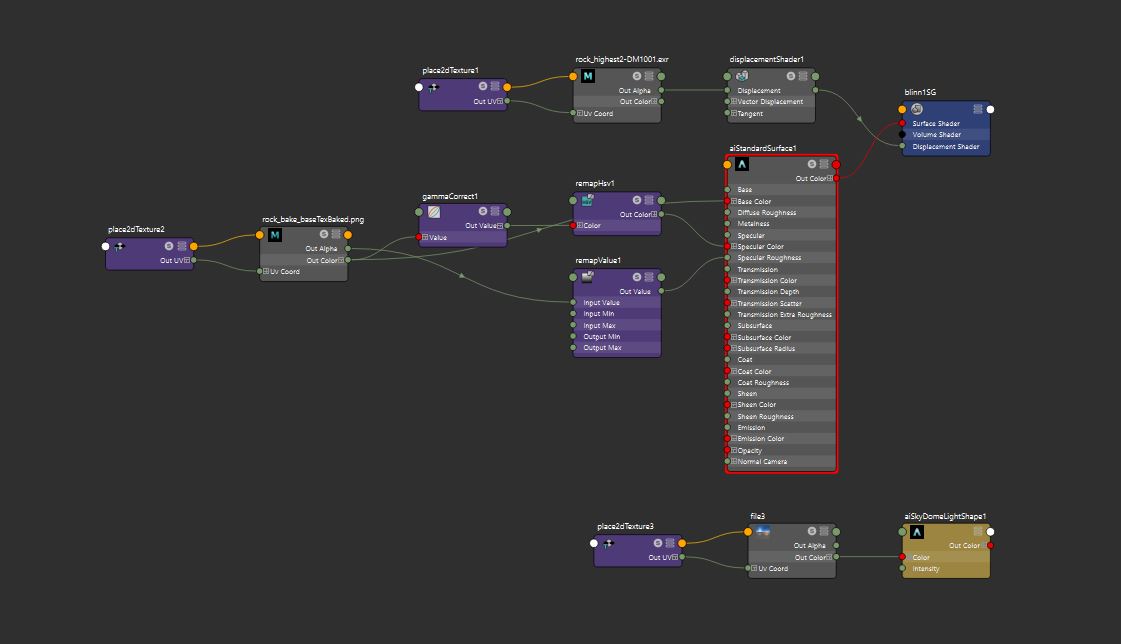 rock_highest2-DM1001.exr
displacementShader1
place2dTexture1
Out UV
Out Alpha
Out Color
Uv Coord
Displacement
Vector Displacement
Tangent
blinn1SG
Surface Shader
Volume Shader
Displacement Shader
aiStandardSurface1
Out Color
Base
Base Color
Diffuse Roughness
Metalness
Specular
Specular Color
Specular Roughness
Transmission
Transmission Color
Transmission Depth
Transmission Scatter
Transmission Extra Roughness
Subsurface
Subsurface Color
Subsurface Radius
Coat
Coat Color
Coat Roughness
Sheen
Sheen Color
Sheen Roughness
Emission
Emission Color
Opacity
Normal Camera
remapHsv1
Out Color
Color
gammaCorrect1
Out Value
Value
rock_bake_baseTexBaked.png
Out Alpha
Out Color
Uv Coord
place2dTexture2
Out UV
remapValue1
Out Value
Input Value
Input Min
Input Max
Output Min
Output Max
place2dTexture3
Out UV
file3
Out Alpha
Out Color
Uv Coord
aiSkyDomeLightShape1
Out Color
Color
Intensity